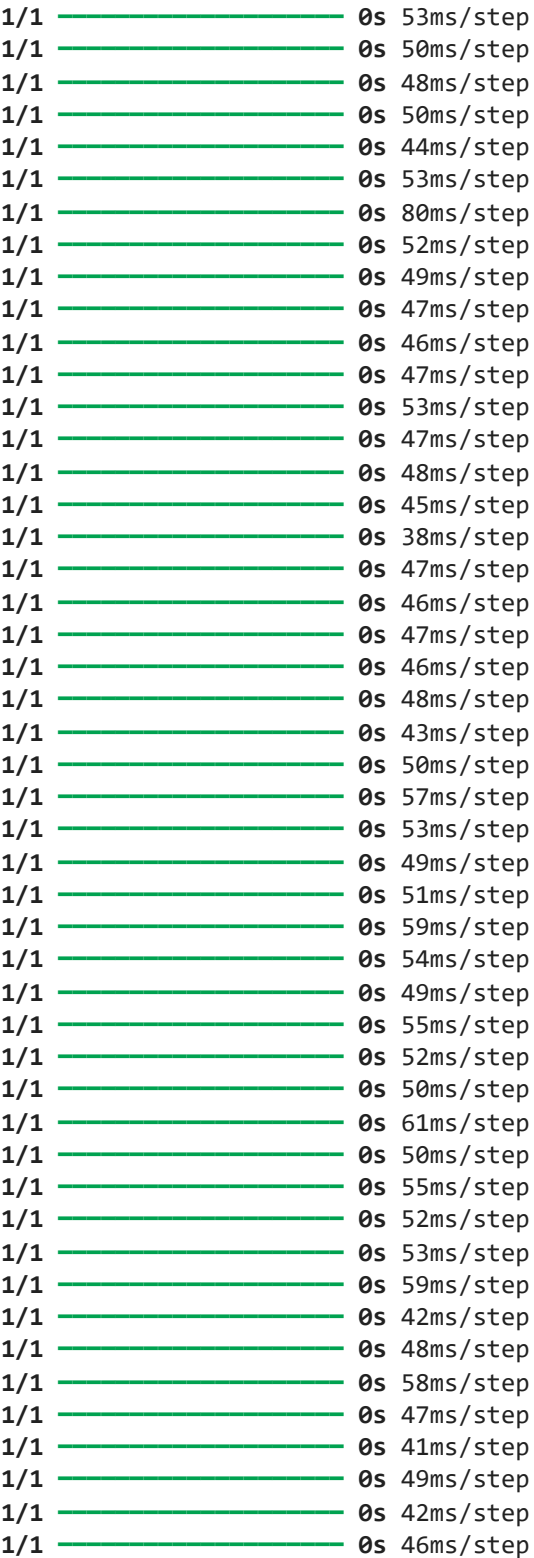 1/1 ━━━━━━━━━━━━━━━━━━━━ 0s 53ms/step
1/1 ━━━━━━━━━━━━━━━━━━━━ 0s 50ms/step
1/1 ━━━━━━━━━━━━━━━━━━━━ 0s 48ms/step
1/1 ━━━━━━━━━━━━━━━━━━━━ 0s 50ms/step
1/1 ━━━━━━━━━━━━━━━━━━━━ 0s 44ms/step
1/1 ━━━━━━━━━━━━━━━━━━━━ 0s 53ms/step
1/1 ━━━━━━━━━━━━━━━━━━━━ 0s 80ms/step
1/1 ━━━━━━━━━━━━━━━━━━━━ 0s 52ms/step
1/1 ━━━━━━━━━━━━━━━━━━━━ 0s 49ms/step
1/1 ━━━━━━━━━━━━━━━━━━━━ 0s 47ms/step
1/1 ━━━━━━━━━━━━━━━━━━━━ 0s 46ms/step
1/1 ━━━━━━━━━━━━━━━━━━━━ 0s 47ms/step
1/1 ━━━━━━━━━━━━━━━━━━━━ 0s 53ms/step
1/1 ━━━━━━━━━━━━━━━━━━━━ 0s 47ms/step
1/1 ━━━━━━━━━━━━━━━━━━━━ 0s 48ms/step
1/1 ━━━━━━━━━━━━━━━━━━━━ 0s 45ms/step
1/1 ━━━━━━━━━━━━━━━━━━━━ 0s 38ms/step
1/1 ━━━━━━━━━━━━━━━━━━━━ 0s 47ms/step
1/1 ━━━━━━━━━━━━━━━━━━━━ 0s 46ms/step
1/1 ━━━━━━━━━━━━━━━━━━━━ 0s 47ms/step
1/1 ━━━━━━━━━━━━━━━━━━━━ 0s 46ms/step
1/1 ━━━━━━━━━━━━━━━━━━━━ 0s 48ms/step
1/1 ━━━━━━━━━━━━━━━━━━━━ 0s 43ms/step
1/1 ━━━━━━━━━━━━━━━━━━━━ 0s 50ms/step
1/1 ━━━━━━━━━━━━━━━━━━━━ 0s 57ms/step
1/1 ━━━━━━━━━━━━━━━━━━━━ 0s 53ms/step
1/1 ━━━━━━━━━━━━━━━━━━━━ 0s 49ms/step
1/1 ━━━━━━━━━━━━━━━━━━━━ 0s 51ms/step
1/1 ━━━━━━━━━━━━━━━━━━━━ 0s 59ms/step
1/1 ━━━━━━━━━━━━━━━━━━━━ 0s 54ms/step
1/1 ━━━━━━━━━━━━━━━━━━━━ 0s 49ms/step
1/1 ━━━━━━━━━━━━━━━━━━━━ 0s 55ms/step
1/1 ━━━━━━━━━━━━━━━━━━━━ 0s 52ms/step
1/1 ━━━━━━━━━━━━━━━━━━━━ 0s 50ms/step
1/1 ━━━━━━━━━━━━━━━━━━━━ 0s 61ms/step
1/1 ━━━━━━━━━━━━━━━━━━━━ 0s 50ms/step
1/1 ━━━━━━━━━━━━━━━━━━━━ 0s 55ms/step
1/1 ━━━━━━━━━━━━━━━━━━━━ 0s 52ms/step
1/1 ━━━━━━━━━━━━━━━━━━━━ 0s 53ms/step
1/1 ━━━━━━━━━━━━━━━━━━━━ 0s 59ms/step
1/1 ━━━━━━━━━━━━━━━━━━━━ 0s 42ms/step
1/1 ━━━━━━━━━━━━━━━━━━━━ 0s 48ms/step
1/1 ━━━━━━━━━━━━━━━━━━━━ 0s 58ms/step
1/1 ━━━━━━━━━━━━━━━━━━━━ 0s 47ms/step
1/1 ━━━━━━━━━━━━━━━━━━━━ 0s 41ms/step
1/1 ━━━━━━━━━━━━━━━━━━━━ 0s 49ms/step
1/1 ━━━━━━━━━━━━━━━━━━━━ 0s 42ms/step
1/1 ━━━━━━━━━━━━━━━━━━━━ 0s 46ms/step